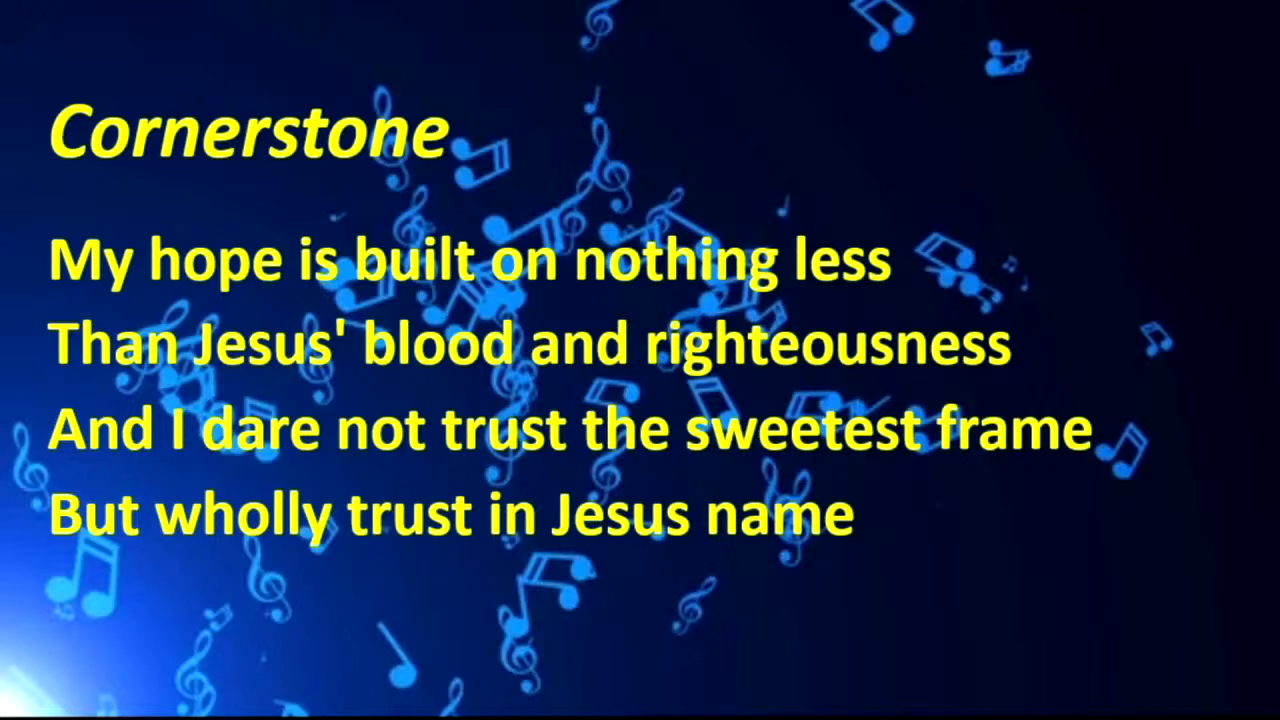 Cornerstone
My hope is built on nothing less
Than Jesus' blood and righteousness
And I dare not trust the sweetest frame
But wholly trust in Jesus name